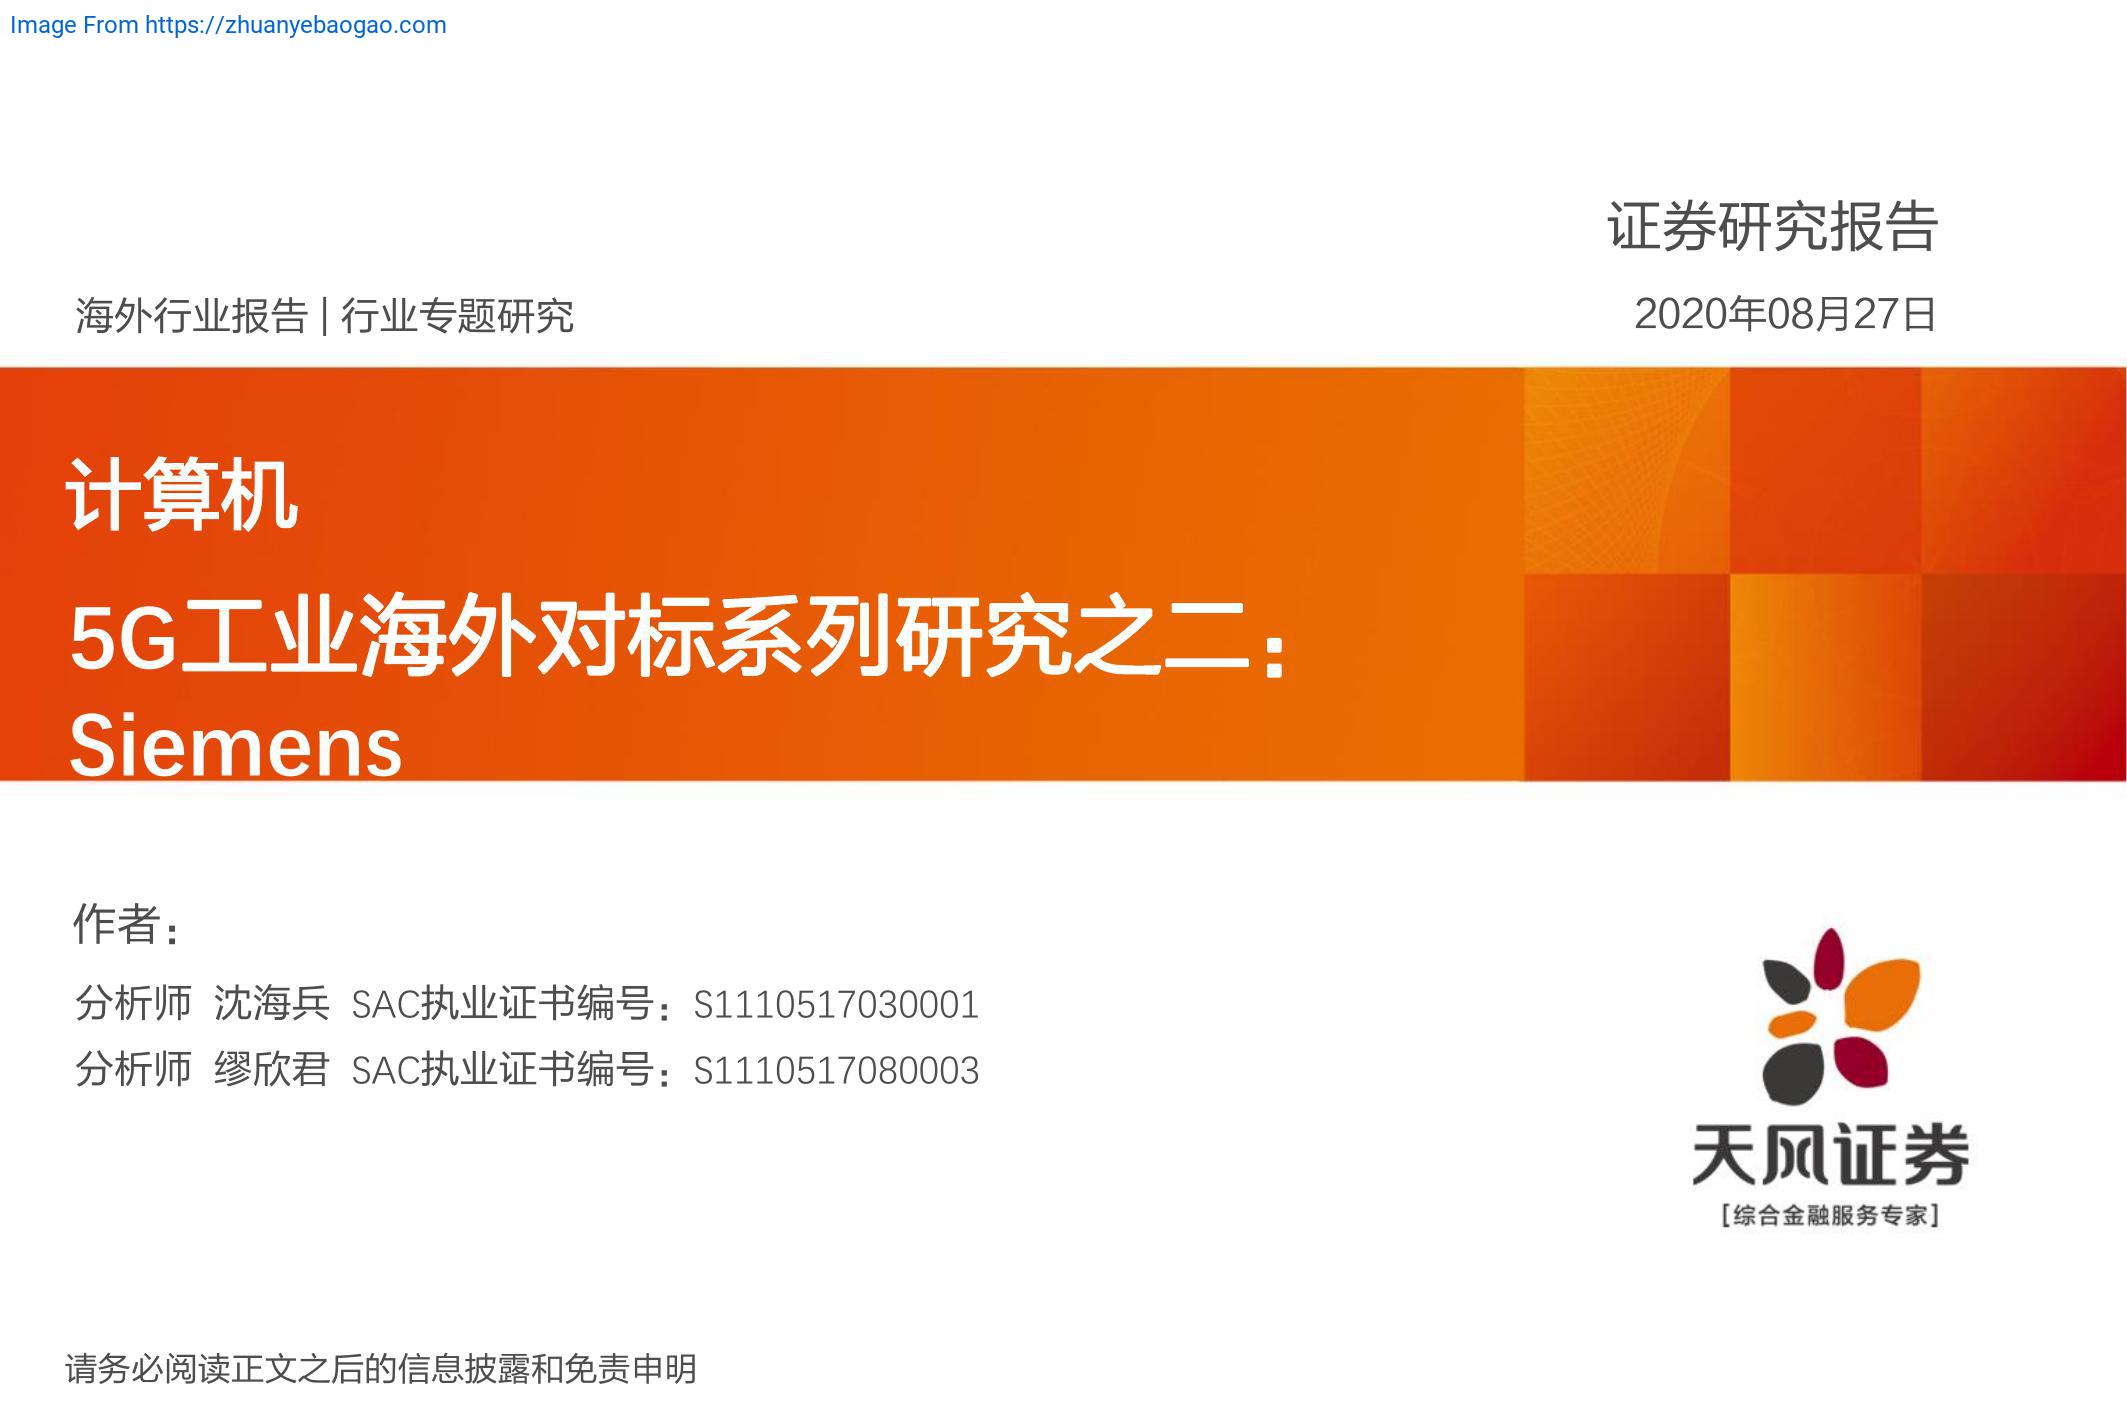 Image From https://zhuanyebaogao.com
证券研究报告
海外行业报告 | 行业专题研究
2020年08月27日
计算机
5G工业海外对标系列研究之二：
Siemens
作者：
分析师 沈海兵 SAC执业证书编号：S1110517030001
分析师 缪欣君 SAC执业证书编号：S1110517080003
天风证券
[综合金融服务专家]
请务必阅读正文之后的信息披露和免责申明